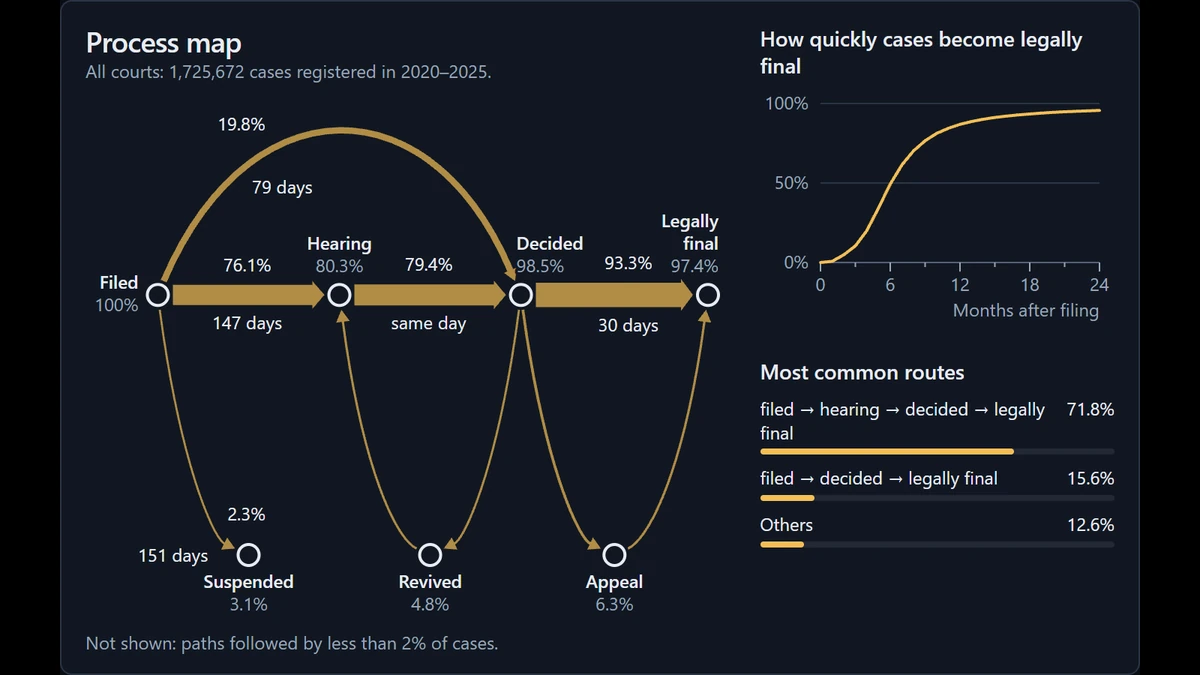 Process map
All courts: 1,725,672 cases registered in 2020–2025.
19.8%
79 days
Filed
100%
76.1%
147 days
Hearing
80.3%
79.4%
same day
Decided
98.5%
93.3%
30 days
Legally
final
97.4%
2.3%
151 days
Suspended
3.1%
Revived
4.8%
Appeal
6.3%
Not shown: paths followed by less than 2% of cases.
How quickly cases become legally
final
100%
50%
0%
0 6 12 18 24
Months after filing
Most common routes
filed → hearing → decided → legally 71.8%
final
filed → decided → legally final 15.6%
Others 12.6%